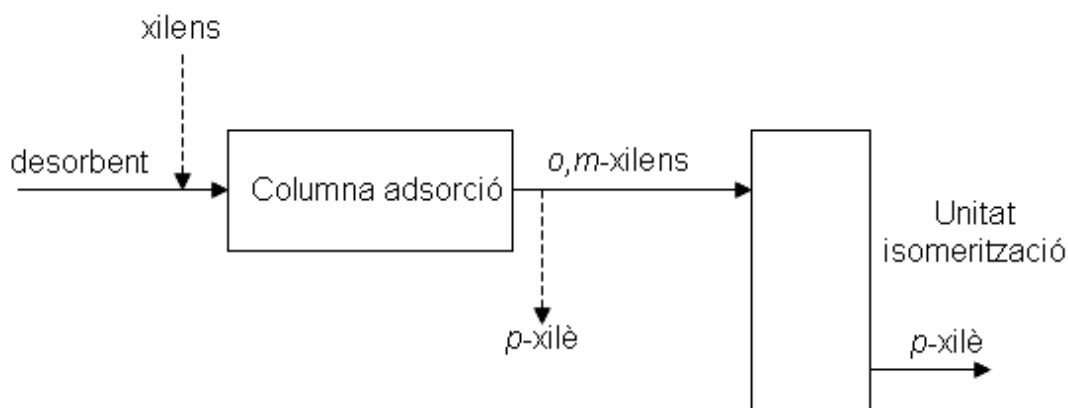 xilens
desorbent
Columna adsorció
o,m-xilens
Unitat
isomerització
p-xilè
p-xilè